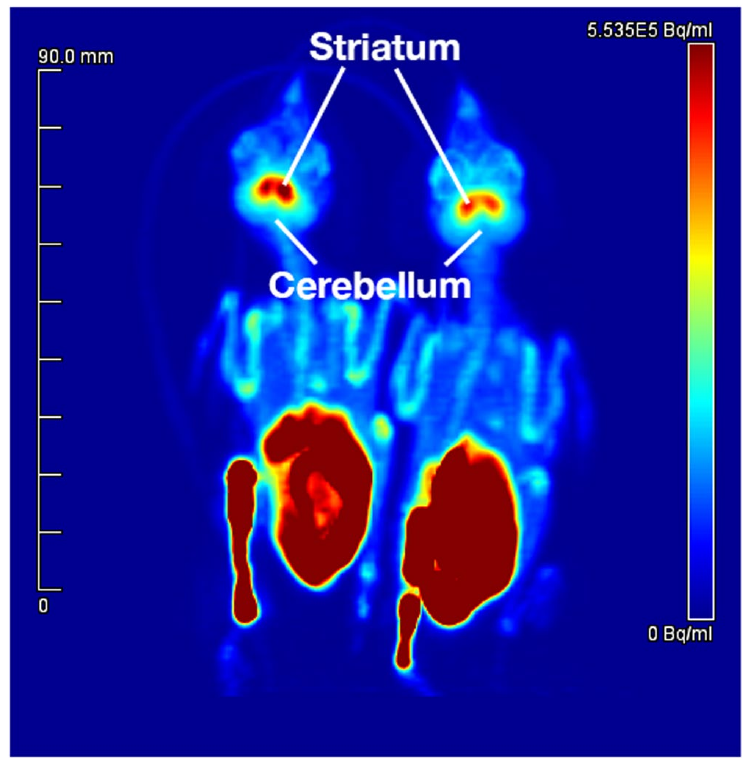 Striatum
5.535E5 Bq/ml
90.0 mm
Cerebellum
0
0 Bq/ml